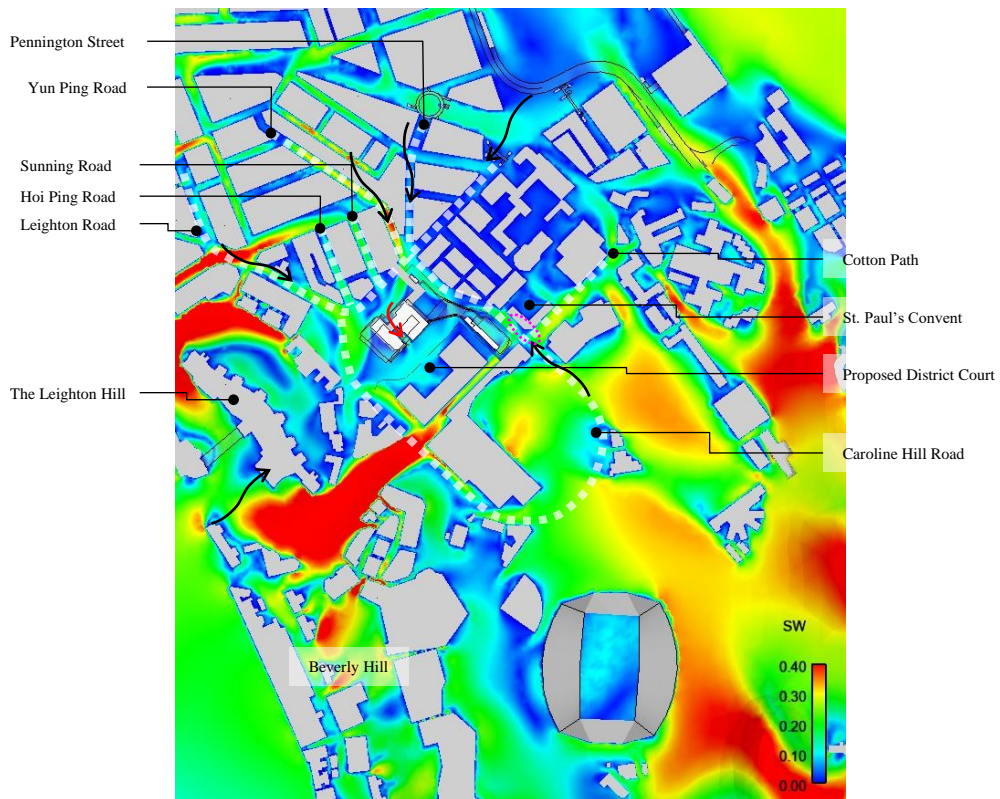 Pennington Street
Yun Ping Road
Sunning Road
Hoi Ping Road
Leighton Road
Cotton Path
St. Paul's Convent
Proposed District Court
The Leighton Hill
Caroline Hill Road
Beverly Hill
SW
0.40
0.30
0.20
0.10
0.00